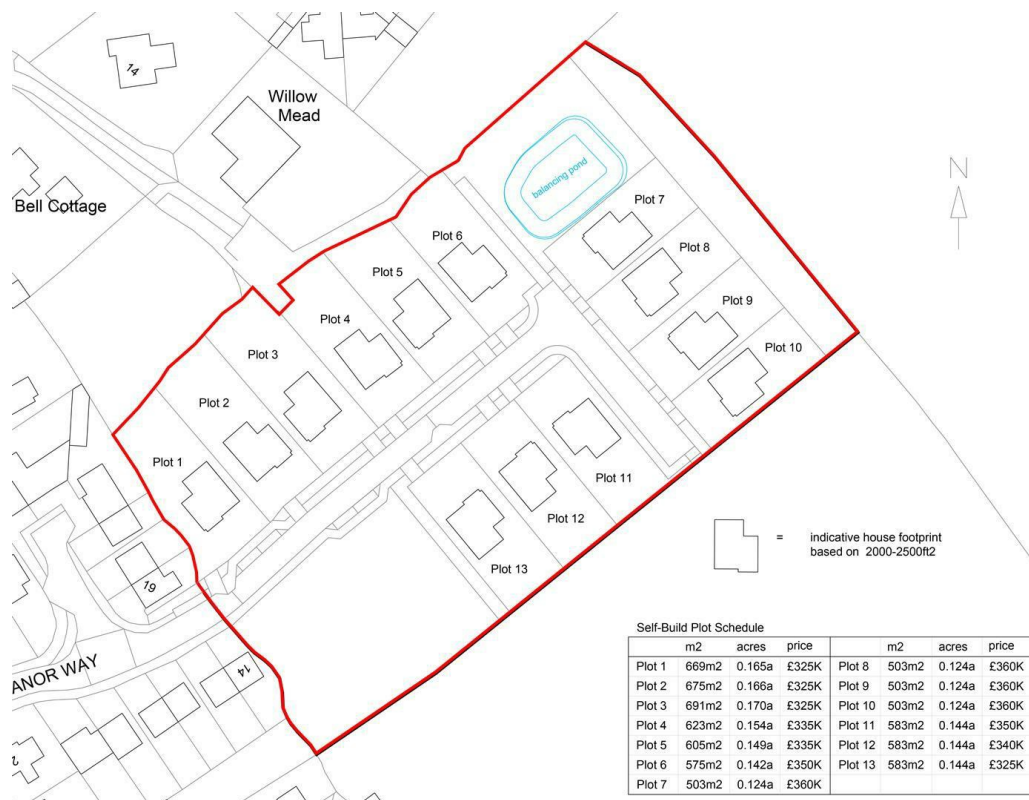 14
Willow
Mead
Bell Cottage
balancing pond
Plot 7
Plot 6
Plot 8
Plot 5
Plot 9
Plot 4
Plot 10
Plot 3
Plot 2
Plot 1
Plot 11
Plot 12
Plot 13
N
19
14
ANOR WAY
2
= indicative house footprint
based on 2000-2500ft2
Self-Build Plot Schedule
m2 acres price m2 acres price
Plot 1 669m2 0.165a £325K Plot 8 503m2 0.124a £360K
Plot 2 675m2 0.166a £325K Plot 9 503m2 0.124a £360K
Plot 3 691m2 0.170a £325K Plot 10 503m2 0.124a £360K
Plot 4 623m2 0.154a £335K Plot 11 583m2 0.144a £350K
Plot 5 605m2 0.149a £335K Plot 12 583m2 0.144a £340K
Plot 6 575m2 0.142a £350K Plot 13 583m2 0.144a £325K
Plot 7 503m2 0.124a £360K